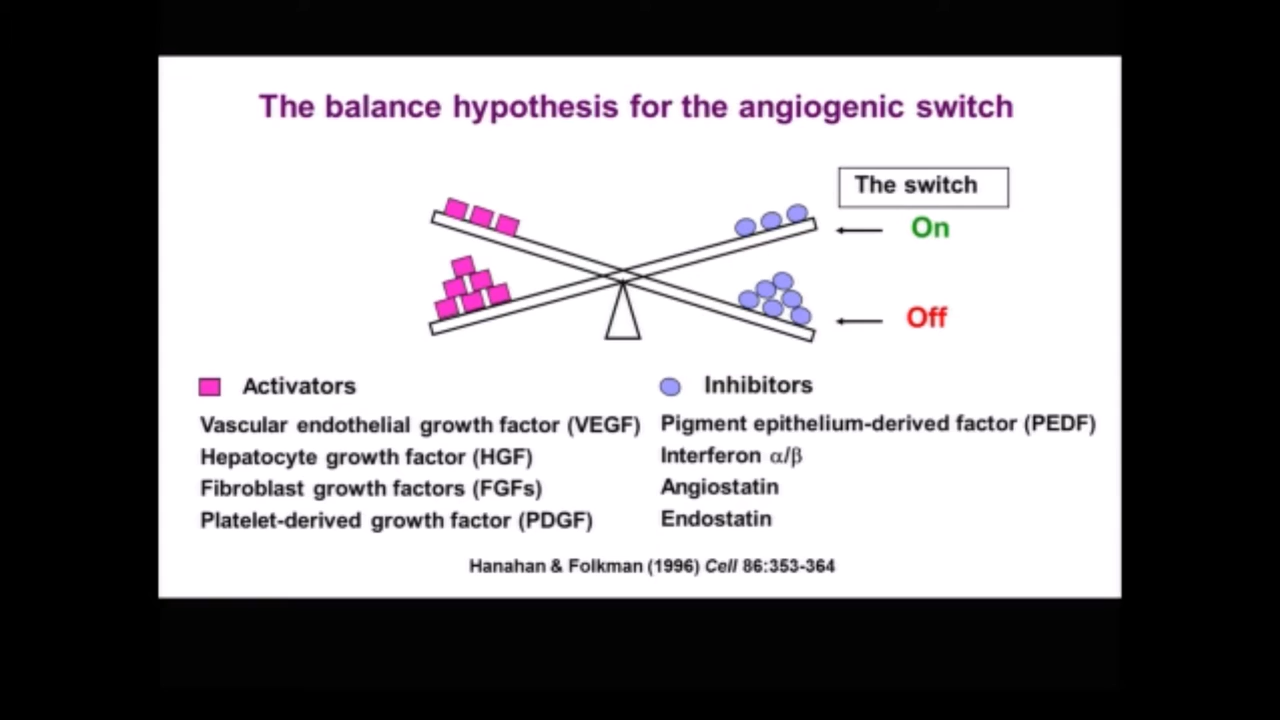 The balance hypothesis for the angiogenic switch
The switch
On
Off
Activators
Vascular endothelial growth factor (VEGF)
Hepatocyte growth factor (HGF)
Fibroblast growth factors (FGFs)
Platelet-derived growth factor (PDGF)
Inhibitors
Pigment epithelium-derived factor (PEDF)
Interferon α/β
Angiostatin
Endostatin
Hanahan & Folkman (1996) Cell 86:353-364